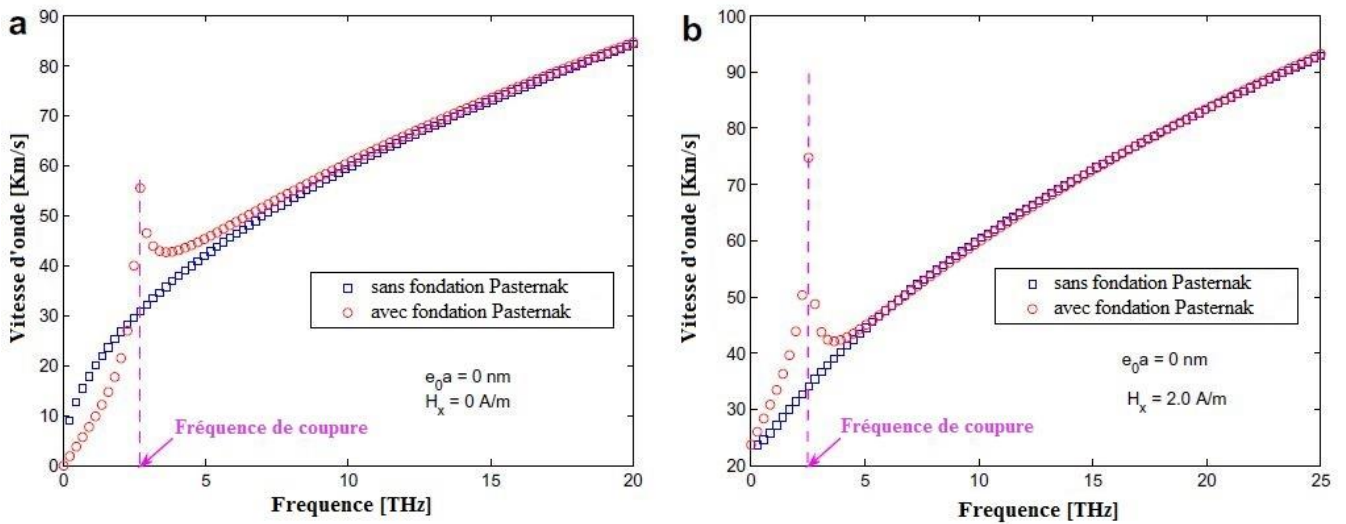 a
90
80
70
60
50
40
30
20
10
0
Vitesse d'onde [Km/s]
sans fondation Pasternak
avec fondation Pasternak
e0a = 0 nm
Hx = 0 A/m
Fréquence de coupure
0 5 10 15 20
Frequence [THz]
b
100
90
80
70
60
50
40
30
20
Vitesse d'onde [Km/s]
sans fondation Pasternak
avec fondation Pasternak
e0a = 0 nm
Hx = 2.0 A/m
Fréquence de coupure
0 5 10 15 20 25
Frequence [THz]